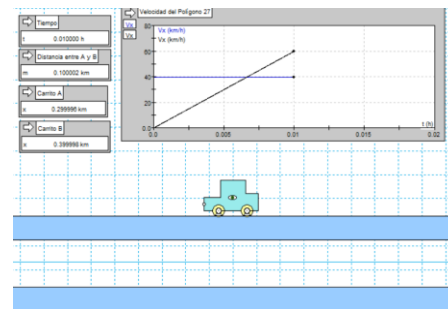 Tiempo
t 0.010000 h
Distancia entre A y B
m 0.100002 km
Carrito A
x 0.299996 km
Carrito B
x 0.399998 km
Velocidad del Polígono 27
Vx Vx (km/h)
Vx Vx (km/h)
80
60
40
20
0.0
0.0 0.005 0.01 0.015 0.02
t (h)